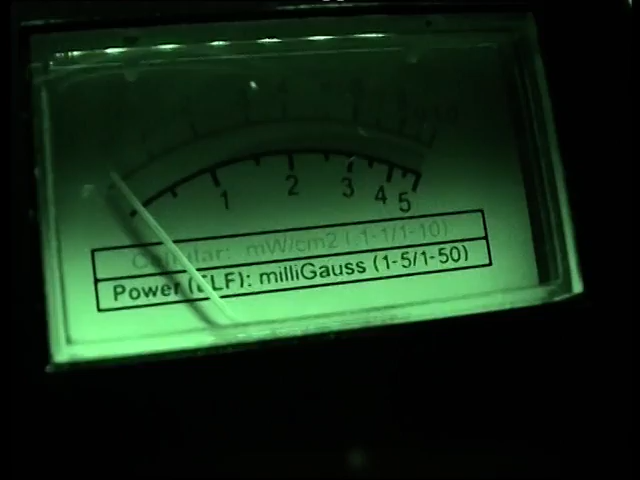 1 2 3 4 5
Cellular: mW/cm2 (.1-1/1-10)
Power (ELF): milliGauss (1-5/1-50)